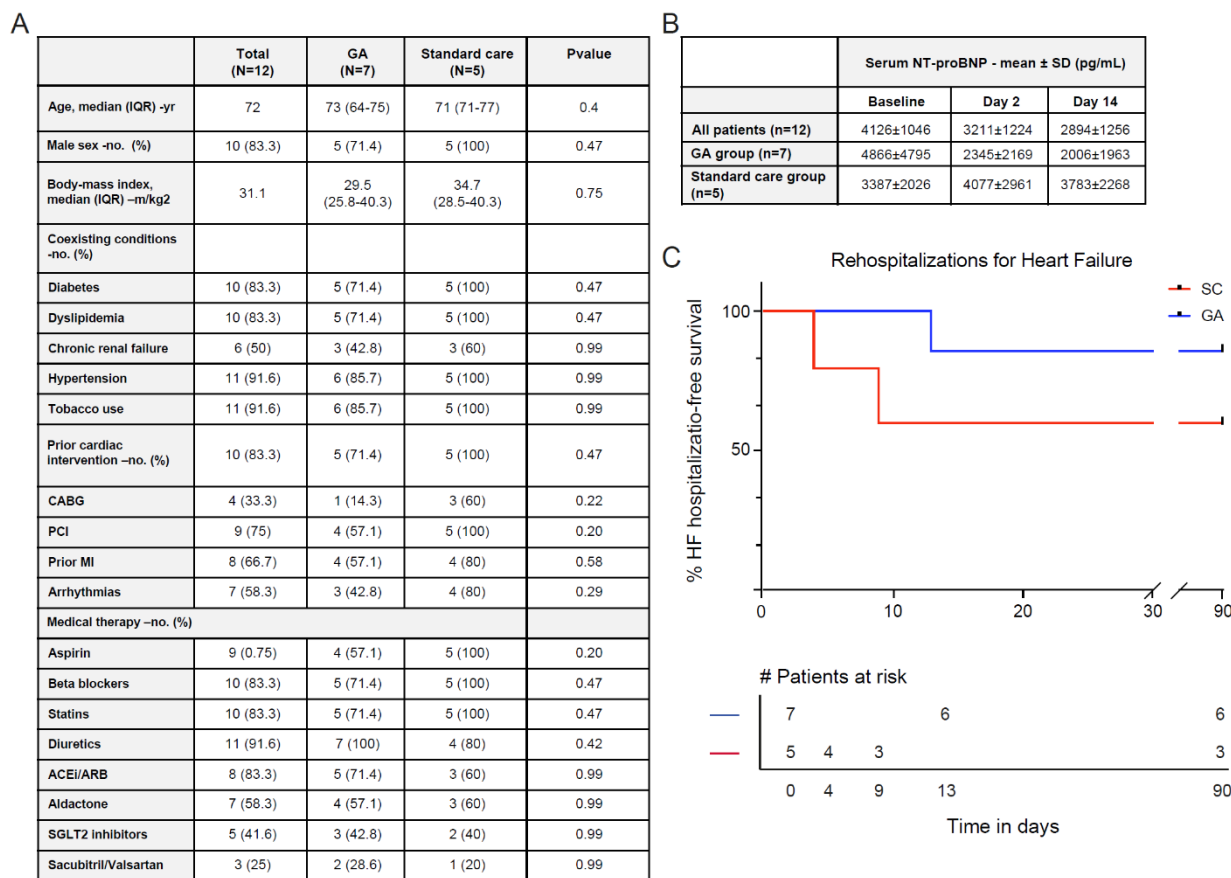 A
Total (N=12) GA (N=7) Standard care (N=5) Pvalue
Age, median (IQR) -yr 72 73 (64-75) 71 (71-77) 0.4
Male sex -no. (%) 10 (83.3) 5 (71.4) 5 (100) 0.47
Body-mass index, median (IQR) –m/kg2 31.1 29.5 (25.8-40.3) 34.7 (28.5-40.3) 0.75
Coexisting conditions -no. (%)
Diabetes 10 (83.3) 5 (71.4) 5 (100) 0.47
Dyslipidemia 10 (83.3) 5 (71.4) 5 (100) 0.47
Chronic renal failure 6 (50) 3 (42.8) 3 (60) 0.99
Hypertension 11 (91.6) 6 (85.7) 5 (100) 0.99
Tobacco use 11 (91.6) 6 (85.7) 5 (100) 0.99
Prior cardiac intervention –no. (%) 10 (83.3) 5 (71.4) 5 (100) 0.47
CABG 4 (33.3) 1 (14.3) 3 (60) 0.22
PCI 9 (75) 4 (57.1) 5 (100) 0.20
Prior MI 8 (66.7) 4 (57.1) 4 (80) 0.58
Arrhythmias 7 (58.3) 3 (42.8) 4 (80) 0.29
Medical therapy –no. (%)
Aspirin 9 (0.75) 4 (57.1) 5 (100) 0.20
Beta blockers 10 (83.3) 5 (71.4) 5 (100) 0.47
Statins 10 (83.3) 5 (71.4) 5 (100) 0.47
Diuretics 11 (91.6) 7 (100) 4 (80) 0.42
ACEi/ARB 8 (83.3) 5 (71.4) 3 (60) 0.99
Aldactone 7 (58.3) 4 (57.1) 3 (60) 0.99
SGLT2 inhibitors 5 (41.6) 3 (42.8) 2 (40) 0.99
Sacubitril/Valsartan 3 (25) 2 (28.6) 1 (20) 0.99
B
Serum NT-proBNP - mean ± SD (pg/mL)
Baseline Day 2 Day 14
All patients (n=12) 4126±1046 3211±1224 2894±1256
GA group (n=7) 4866±4795 2345±2169 2006±1963
Standard care group (n=5) 3387±2026 4077±2961 3783±2268
C
Rehospitalizations for Heart Failure
SC
GA
% HF hospitalizatio-free survival
100
50
0 10 20 30 90
# Patients at risk
7 6 6
5 4 3 3
0 4 9 13 90
Time in days